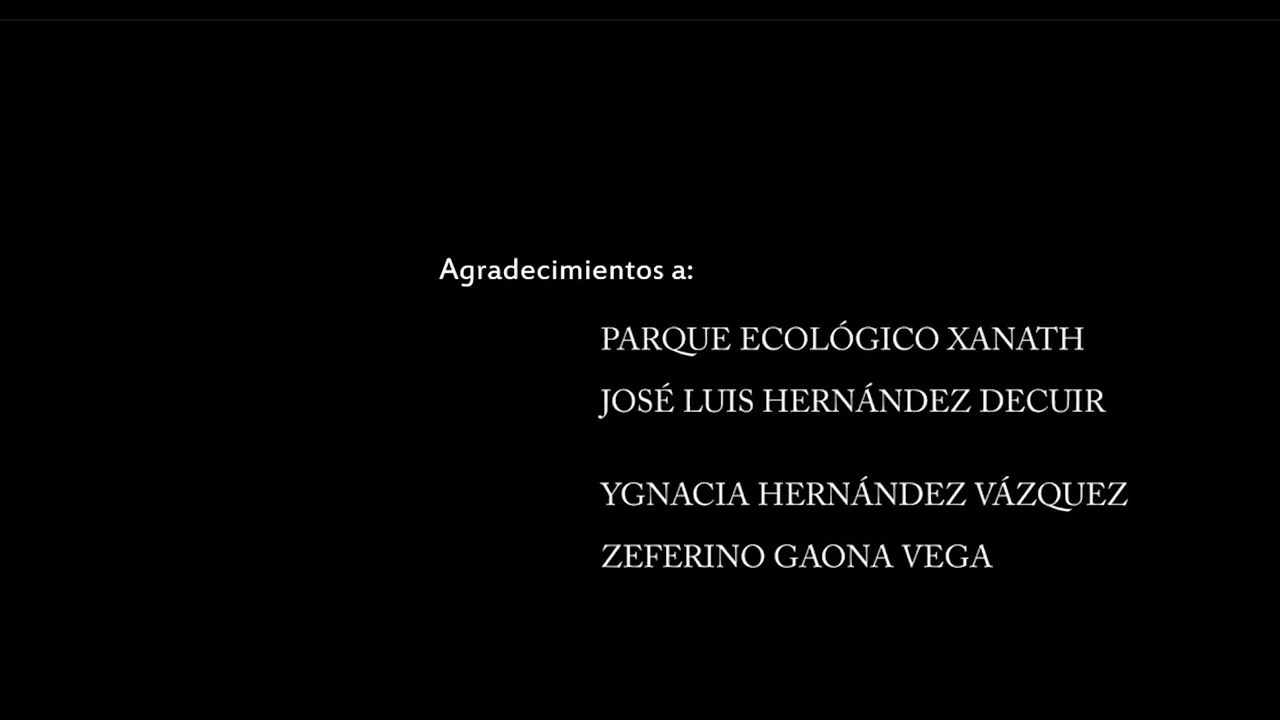 Agradecimientos a:
PARQUE ECOLÓGICO XANATH
JOSÉ LUIS HERNÁNDEZ DECUIR
YGNACIA HERNÁNDEZ VÁZQUEZ
ZEFERINO GAONA VEGA